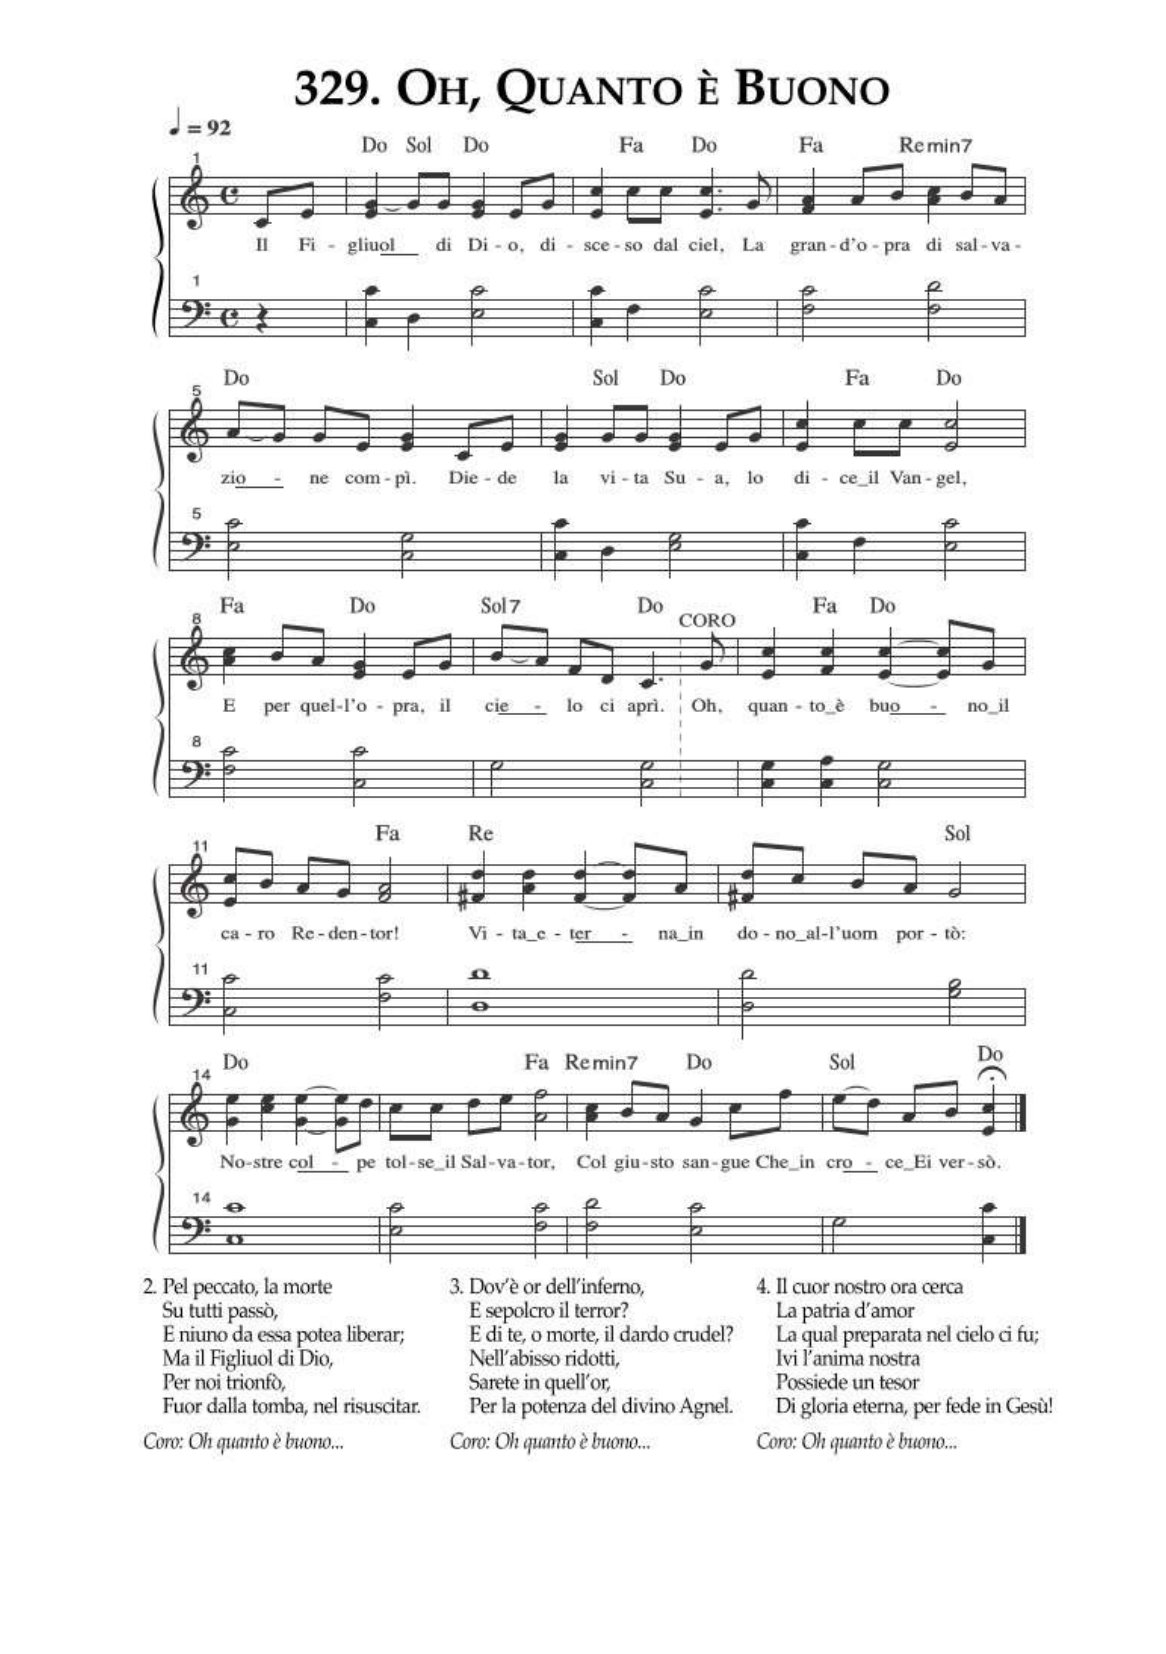 329. OH, QUANTO È BUONO
♩ = 92
Do Sol Do Fa Do Fa Remin7
1
Il Fi - gliuol___ di Di - o, di - sce - so dal ciel, La gran - d'o - pra di sal - va -
1
Do Sol Do Fa Do
5
zio___ - ne com - pì. Die - de la vi - ta Su - a, lo di - ce_il Van - gel,
5
Fa Do Sol7 Do CORO Fa Do
8
E per quel - l'o - pra, il cie___ - lo ci aprì. Oh, quan - to_è buo___ - no_il
8
Fa Re Sol
11
ca - ro Re - den - tor! Vi - ta_e - ter___ - na_in do - no_al - l'uom por - tò:
11
Do Fa Remin7 Do Sol Do
14
No - stre col___ - pe tol - se_il Sal - va - tor, Col giu - sto san - gue Che_in cro___ - ce_Ei ver - sò.
14
2. Pel peccato, la morte
Su tutti passò,
E niuno da essa potea liberar;
Ma il Figliuol di Dio,
Per noi trionfò,
Fuor dalla tomba, nel risuscitar.
Coro: Oh quanto è buono...
3. Dov'è or dell'inferno,
E sepolcro il terror?
E di te, o morte, il dardo crudel?
Nell'abisso ridotti,
Sarete in quell'or,
Per la potenza del divino Agnel.
Coro: Oh quanto è buono...
4. Il cuor nostro ora cerca
La patria d'amor
La qual preparata nel cielo ci fu;
Ivi l'anima nostra
Possiede un tesor
Di gloria eterna, per fede in Gesù!
Coro: Oh quanto è buono...